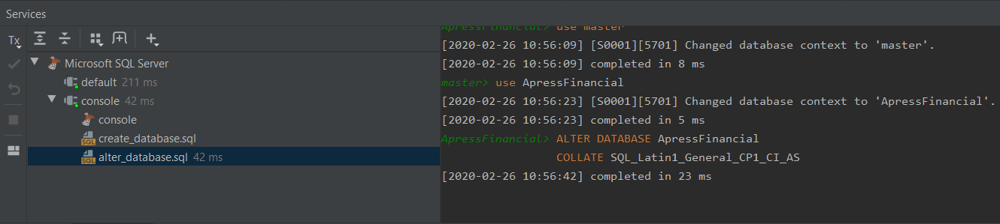 Services
Tx
Microsoft SQL Server
default 211 ms
console 42 ms
console
create_database.sql
alter_database.sql 42 ms
ApressFinancial> use master
[2020-02-26 10:56:09] [S0001][5701] Changed database context to 'master'.
[2020-02-26 10:56:09] completed in 8 ms
master> use ApressFinancial
[2020-02-26 10:56:23] [S0001][5701] Changed database context to 'ApressFinancial'.
[2020-02-26 10:56:23] completed in 5 ms
ApressFinancial> ALTER DATABASE ApressFinancial
COLLATE SQL_Latin1_General_CP1_CI_AS
[2020-02-26 10:56:42] completed in 23 ms